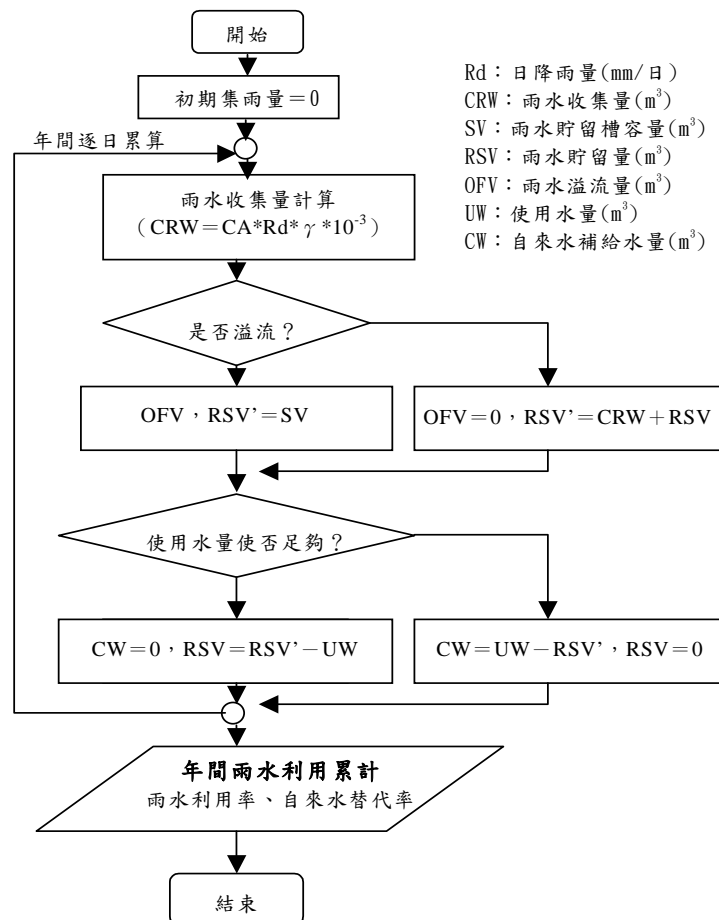 開始
初期集雨量＝0
年間逐日累算
雨水收集量計算
（CRW＝CA*Rd*γ*10⁻³）
是否溢流？
OFV，RSV’＝SV
OFV＝0，RSV’＝CRW＋RSV
使用水量使否足夠？
CW＝0，RSV＝RSV’－UW
CW＝UW－RSV’，RSV＝0
年間雨水利用累計
雨水利用率、自來水替代率
結束
Rd：日降雨量(mm/日)
CRW：雨水收集量(m³)
SV：雨水貯留槽容量(m³)
RSV：雨水貯留量(m³)
OFV：雨水溢流量(m³)
UW：使用水量(m³)
CW：自來水補給水量(m³)